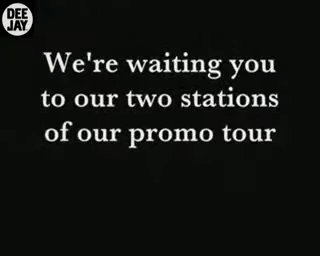 DEE
JAY
We're waiting you
to our two stations
of our promo tour